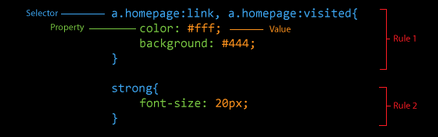 Selector a.homepage:link, a.homepage:visited{
Property color: #fff; Value
background: #444;
}
Rule 1
strong{
font-size: 20px;
}
Rule 2